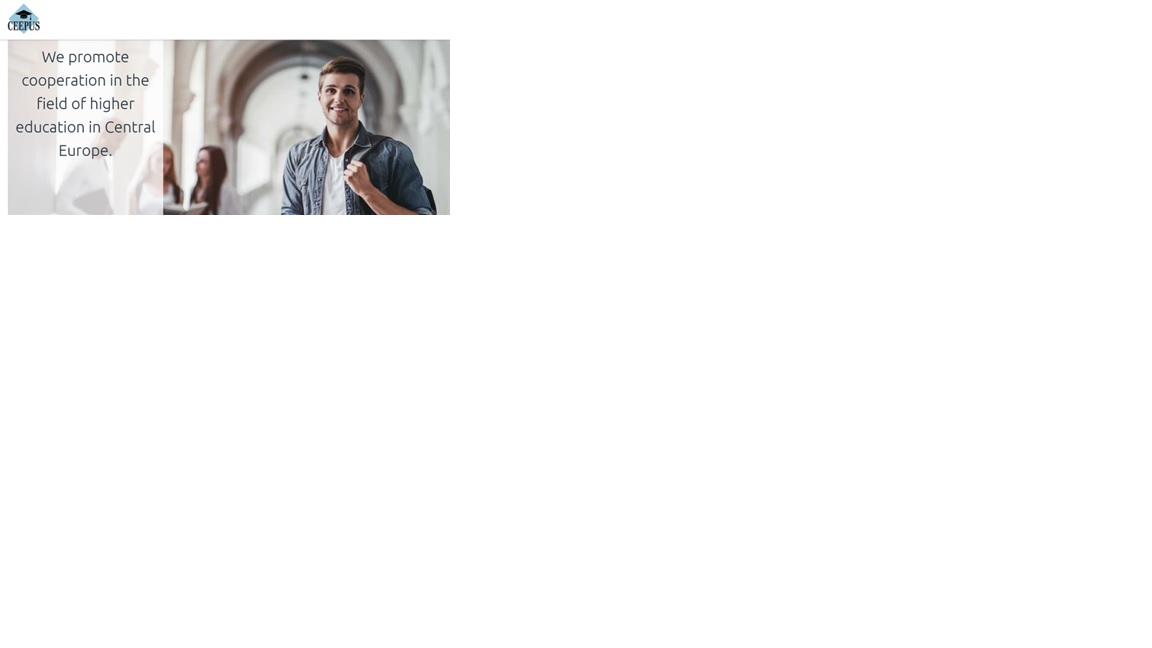 CEEPUS
We promote
cooperation in the
field of higher
education in Central
Europe.